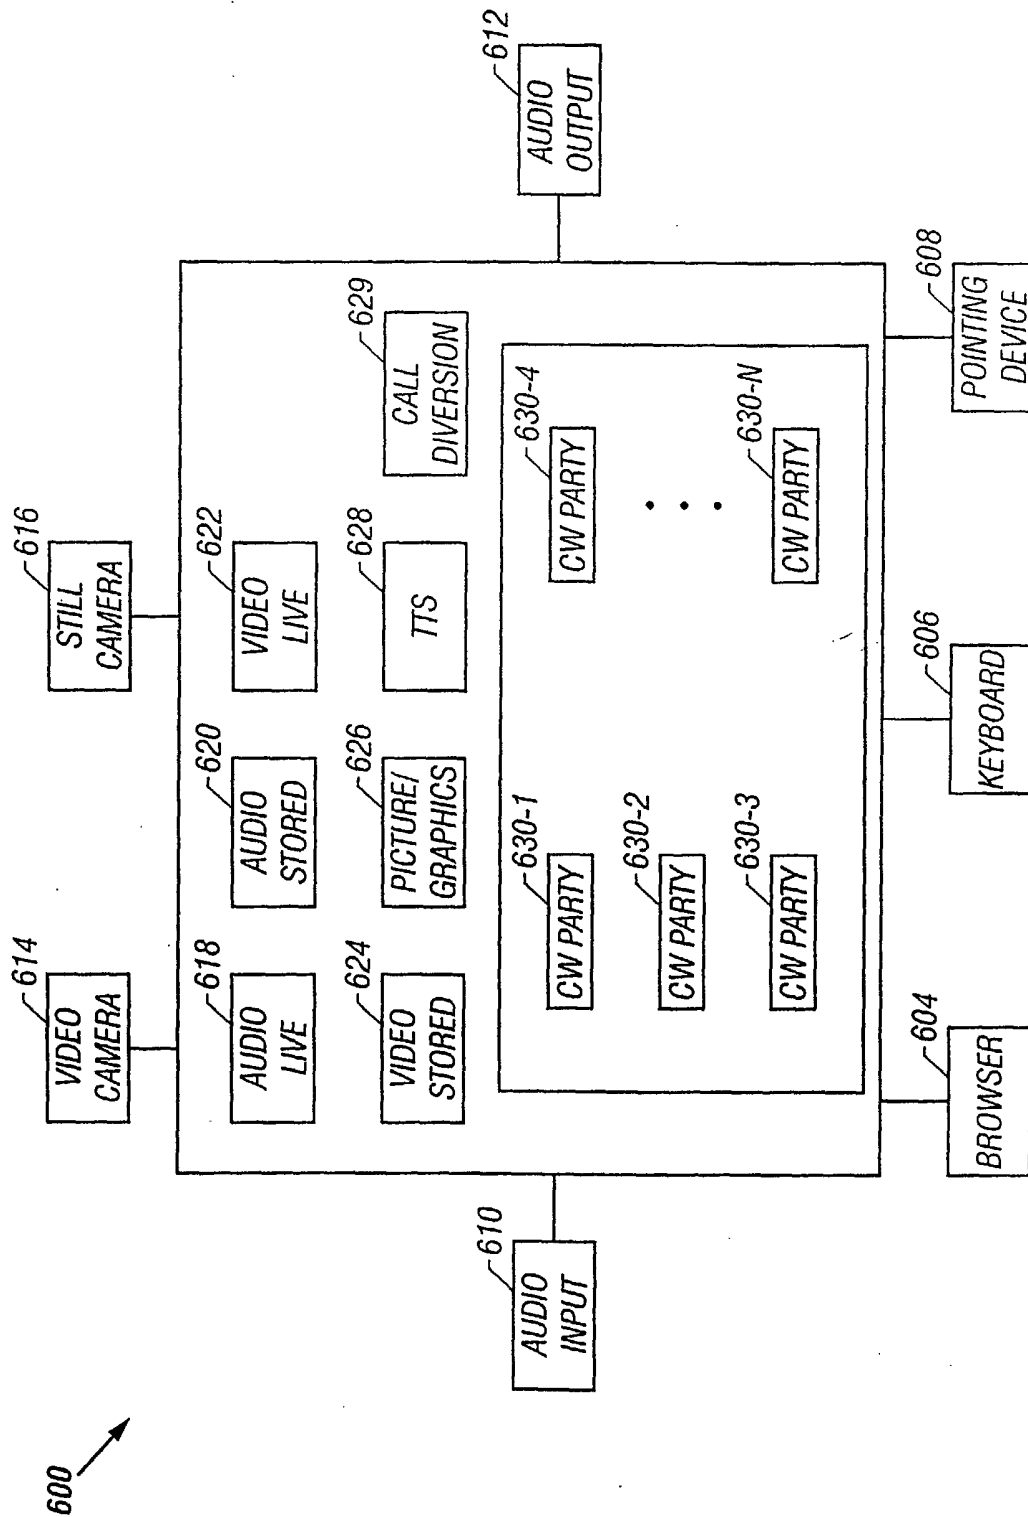 600
614
VIDEO
CAMERA
616
STILL
CAMERA
610
AUDIO
INPUT
618
AUDIO
LIVE
620
AUDIO
STORED
622
VIDEO
LIVE
624
VIDEO
STORED
626
PICTURE/
GRAPHICS
628
TTS
629
CALL
DIVERSION
630-1
CW PARTY
630-2
CW PARTY
630-3
CW PARTY
630-4
CW PARTY
630-N
CW PARTY
612
AUDIO
OUTPUT
604
BROWSER
606
KEYBOARD
608
POINTING
DEVICE